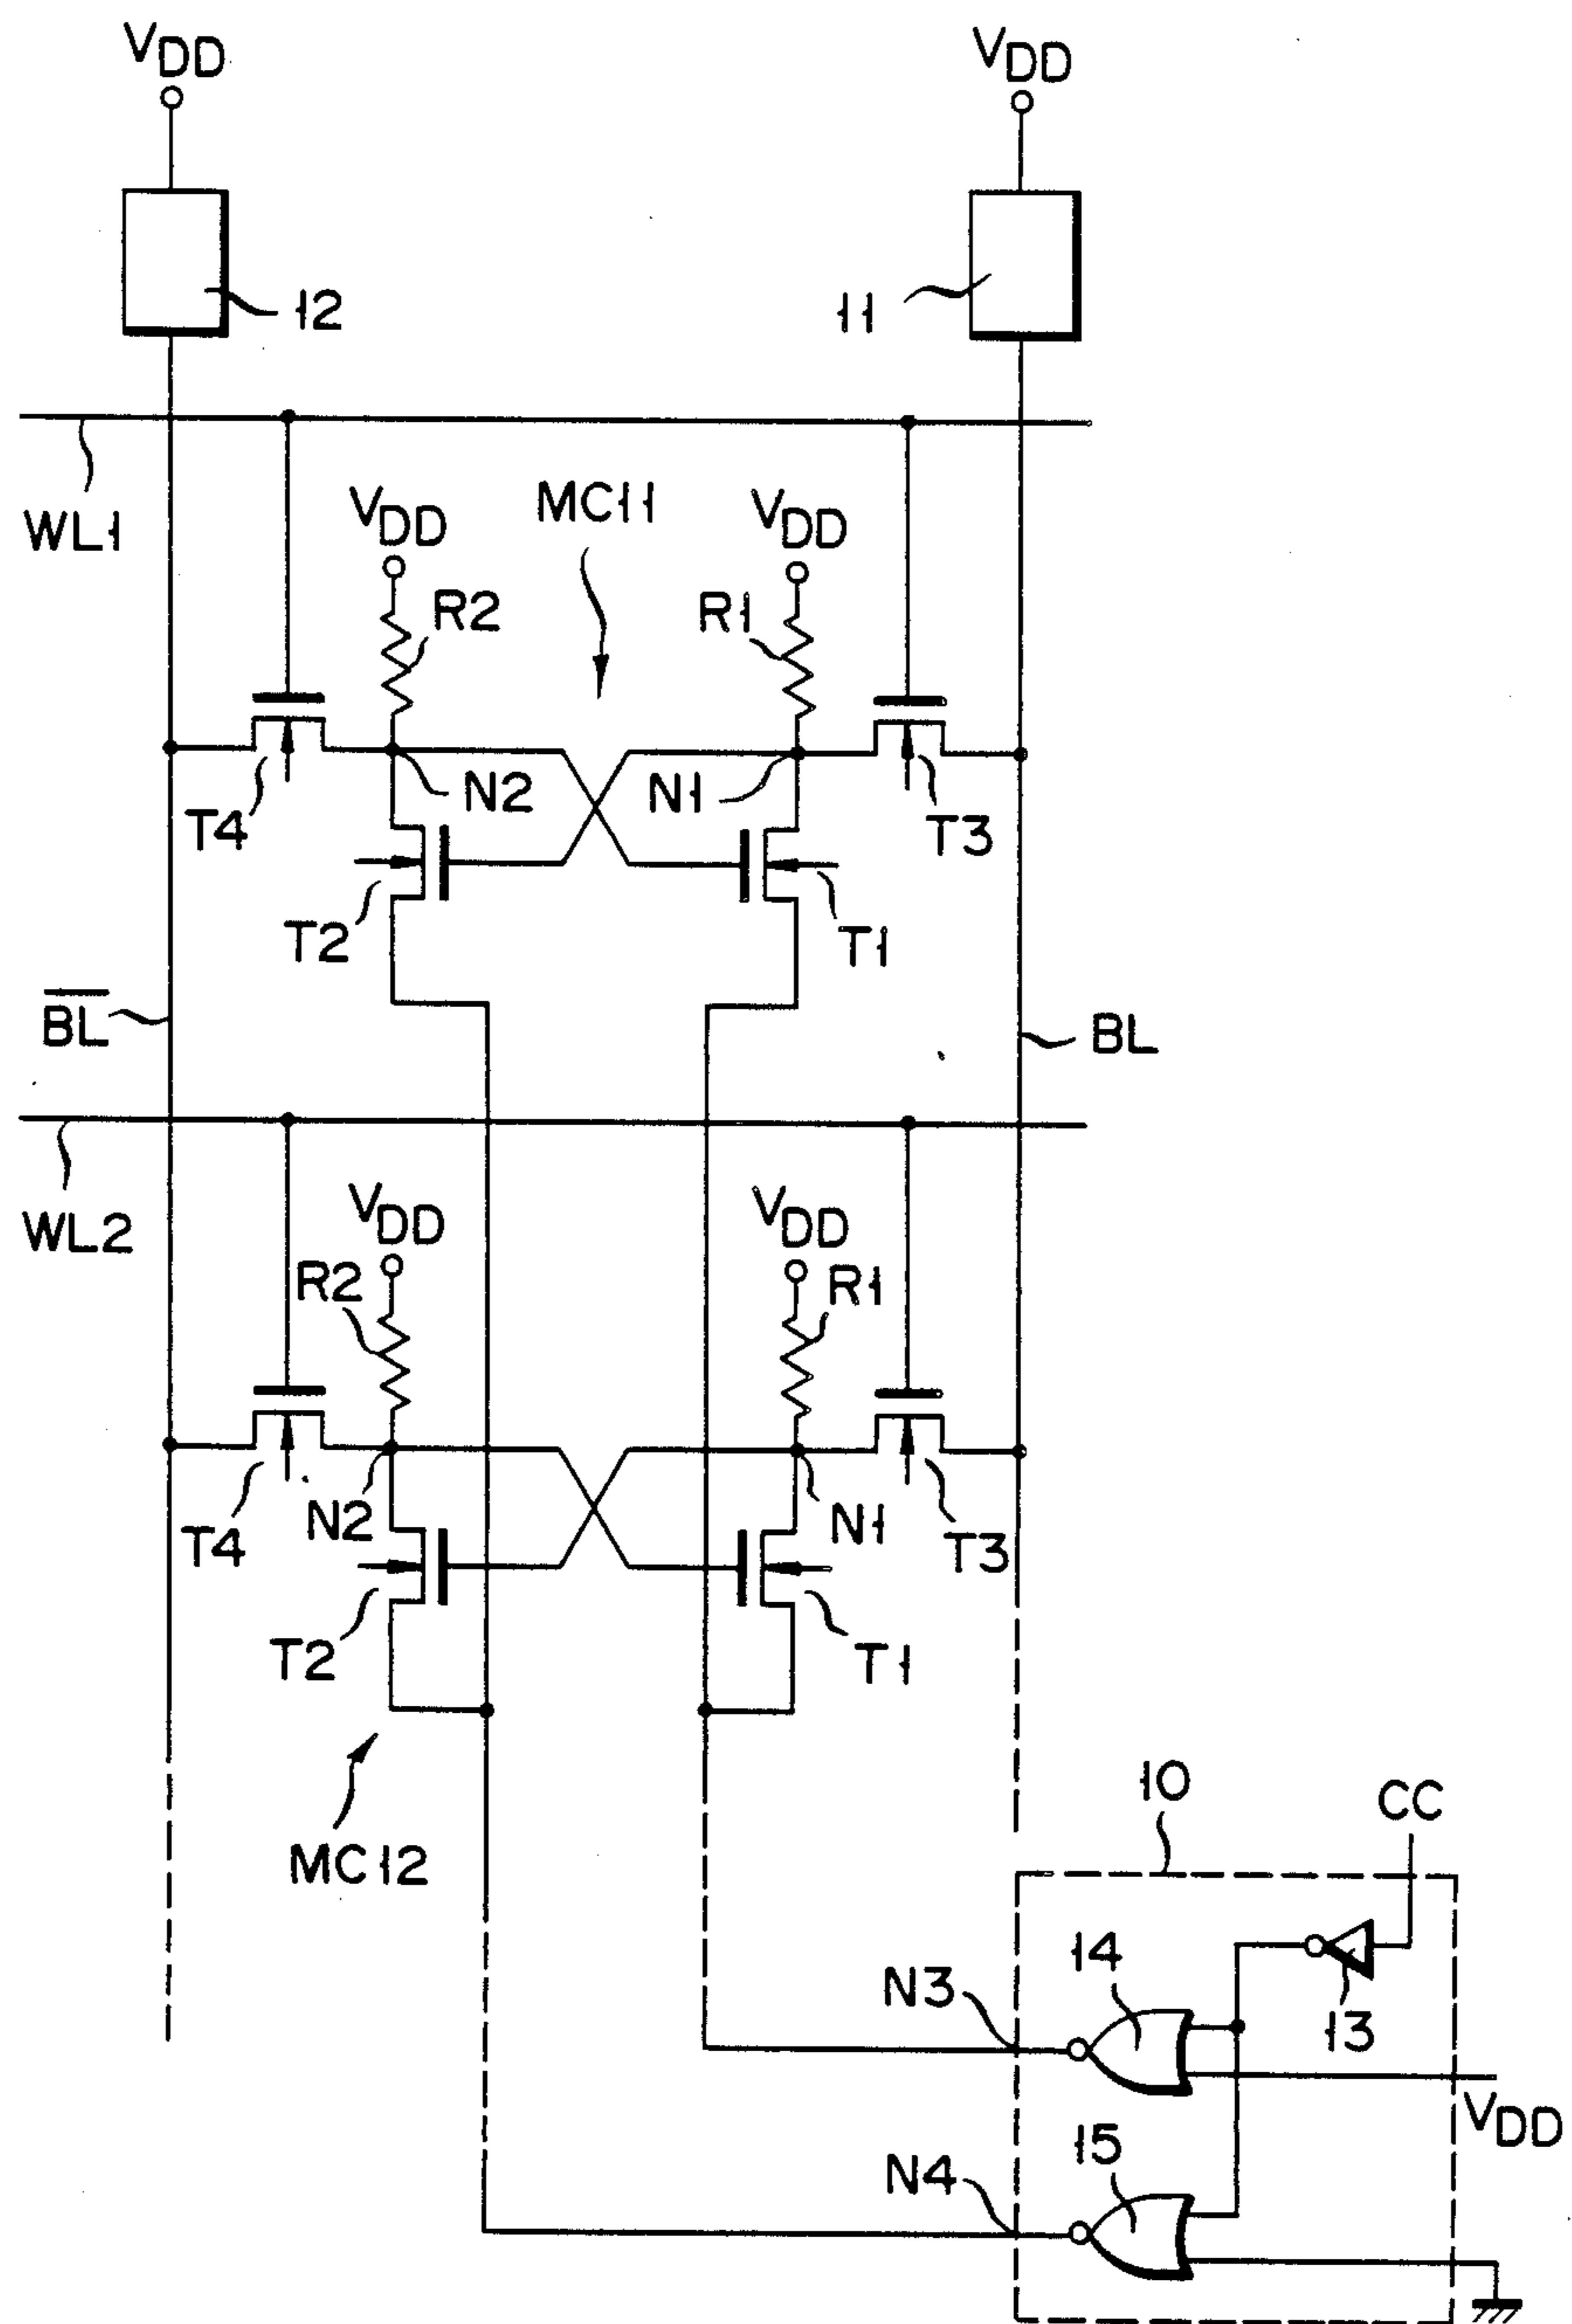 VDD
VDD
12
11
WL1
VDD
MC11
VDD
R2
R1
N2
N1
T4
T3
T2
T1
BL
BL
WL2
VDD
VDD
R2
R1
T4
N2
N1
T3
T2
T1
MC12
10
CC
14
N3
13
VDD
15
N4